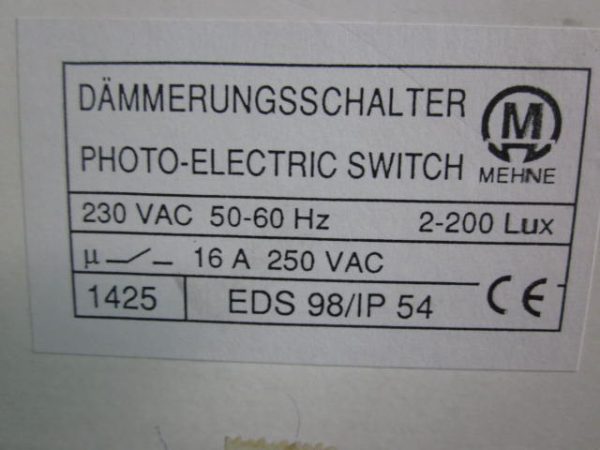 DÄMMERUNGSSCHALTER
M
PHOTO-ELECTRIC SWITCH
MEHNE
230 VAC 50-60 Hz 2-200 Lux
µ 16 A 250 VAC
1425 EDS 98/IP 54 CE